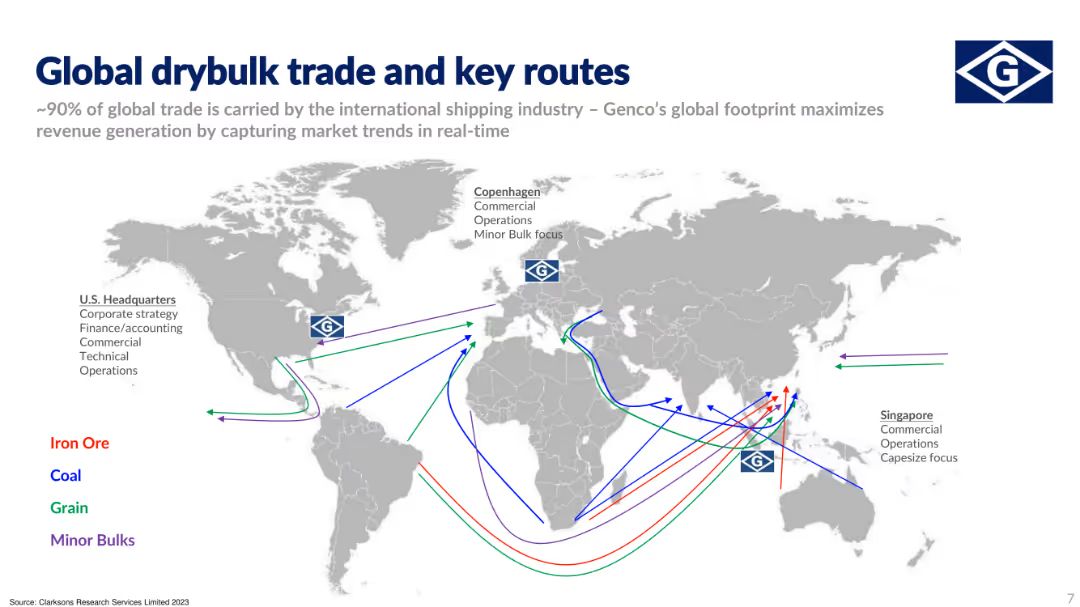 Global drybulk trade and key routes
~90% of global trade is carried by the international shipping industry – Genco's global footprint maximizes
revenue generation by capturing market trends in real-time
G
Copenhagen
Commercial
Operations
Minor Bulk focus
G
U.S. Headquarters
Corporate strategy
Finance/accounting
Commercial
Technical
Operations
G
Singapore
Commercial
Operations
Capesize focus
G
Iron Ore
Coal
Grain
Minor Bulks
Source: Clarksons Research Services Limited 2023
7